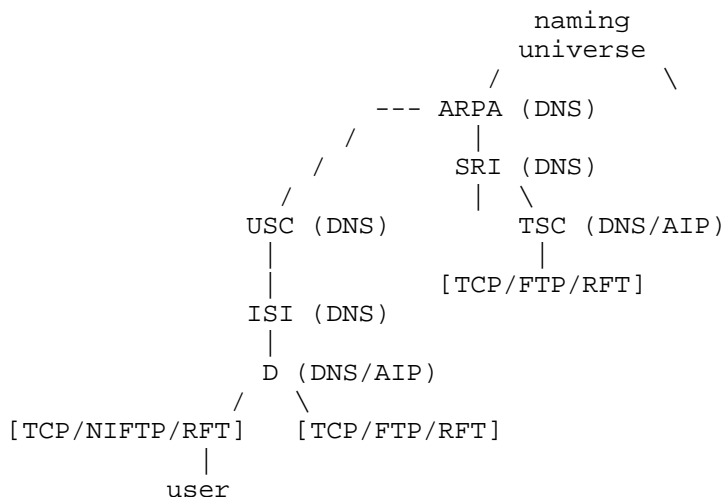 naming
universe
/ \
--- ARPA (DNS)
/ |
/ SRI (DNS)
/ | \
USC (DNS) TSC (DNS/AIP)
| |
| [TCP/FTP/RFT]
ISI (DNS)
|
D (DNS/AIP)
/ \
[TCP/NIFTP/RFT] [TCP/FTP/RFT]
|
user